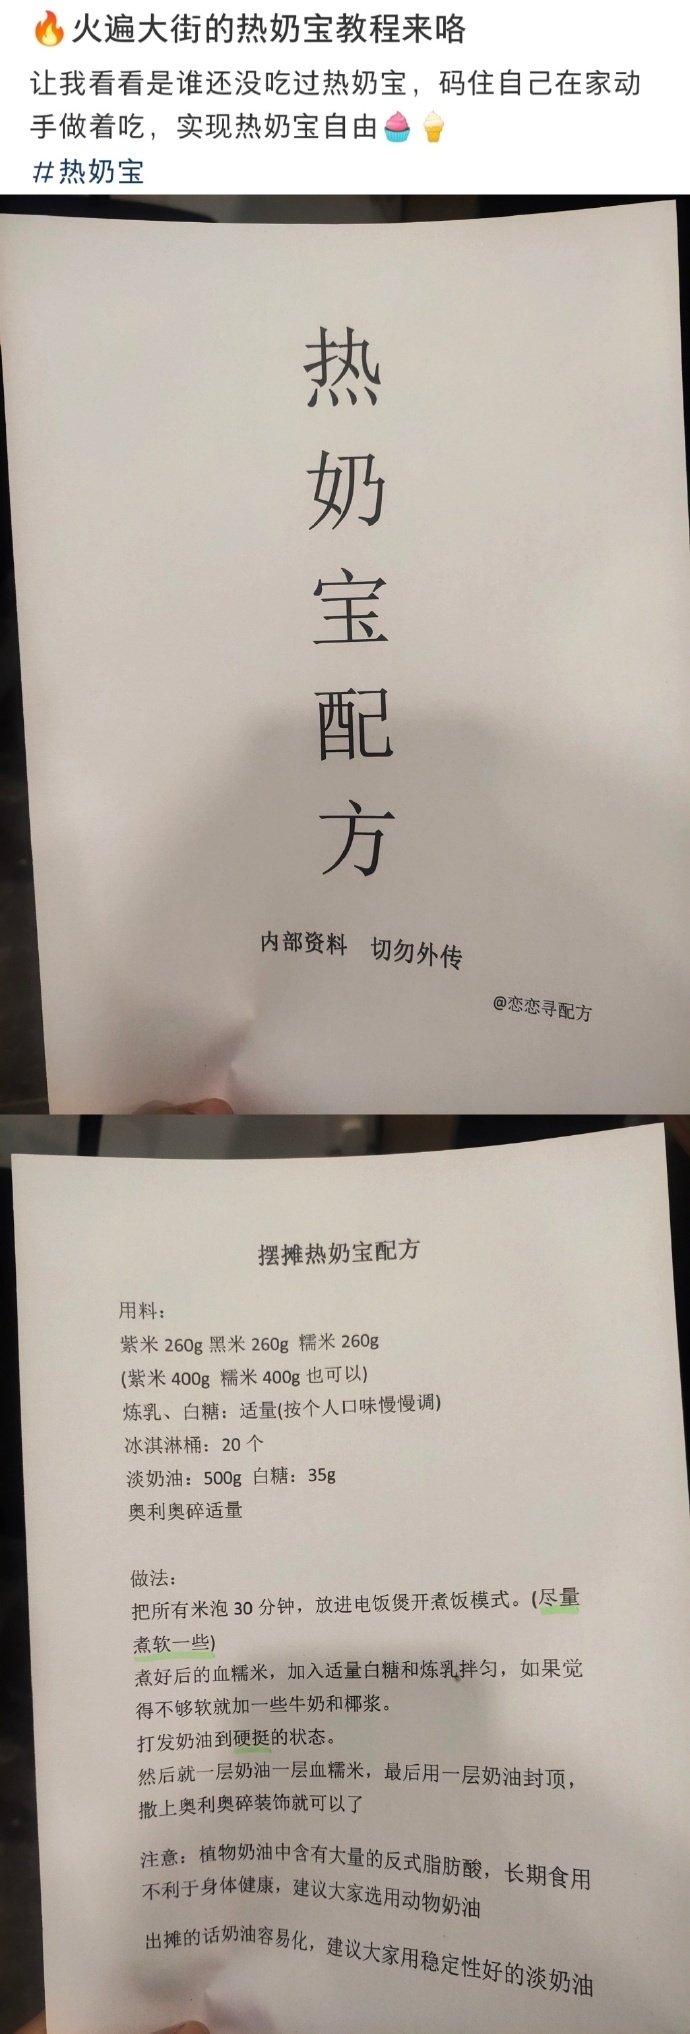 🔥火遍大街的热奶宝教程来咯
让我看看是谁还没吃过热奶宝，码住自己在家动
手做着吃，实现热奶宝自由🧁🍦
#热奶宝
热
奶
宝
配
方
内部资料 切勿外传
@恋恋寻配方
摆摊热奶宝配方
用料：
紫米 260g 黑米 260g 糯米 260g
(紫米 400g 糯米 400g 也可以)
炼乳、白糖：适量(按个人口味慢慢调)
冰淇淋桶：20 个
淡奶油：500g 白糖：35g
奥利奥碎适量
做法：
把所有米泡 30 分钟，放进电饭煲开煮饭模式。(尽量
煮软一些)
煮好后的血糯米，加入适量白糖和炼乳拌匀，如果觉
得不够软就加一些牛奶和椰浆。
打发奶油到硬挺的状态。
然后就一层奶油一层血糯米，最后用一层奶油封顶，
撒上奥利奥碎装饰就可以了
注意：植物奶油中含有大量的反式脂肪酸，长期食用
不利于身体健康，建议大家选用动物奶油
出摊的话奶油容易化，建议大家用稳定性好的淡奶油